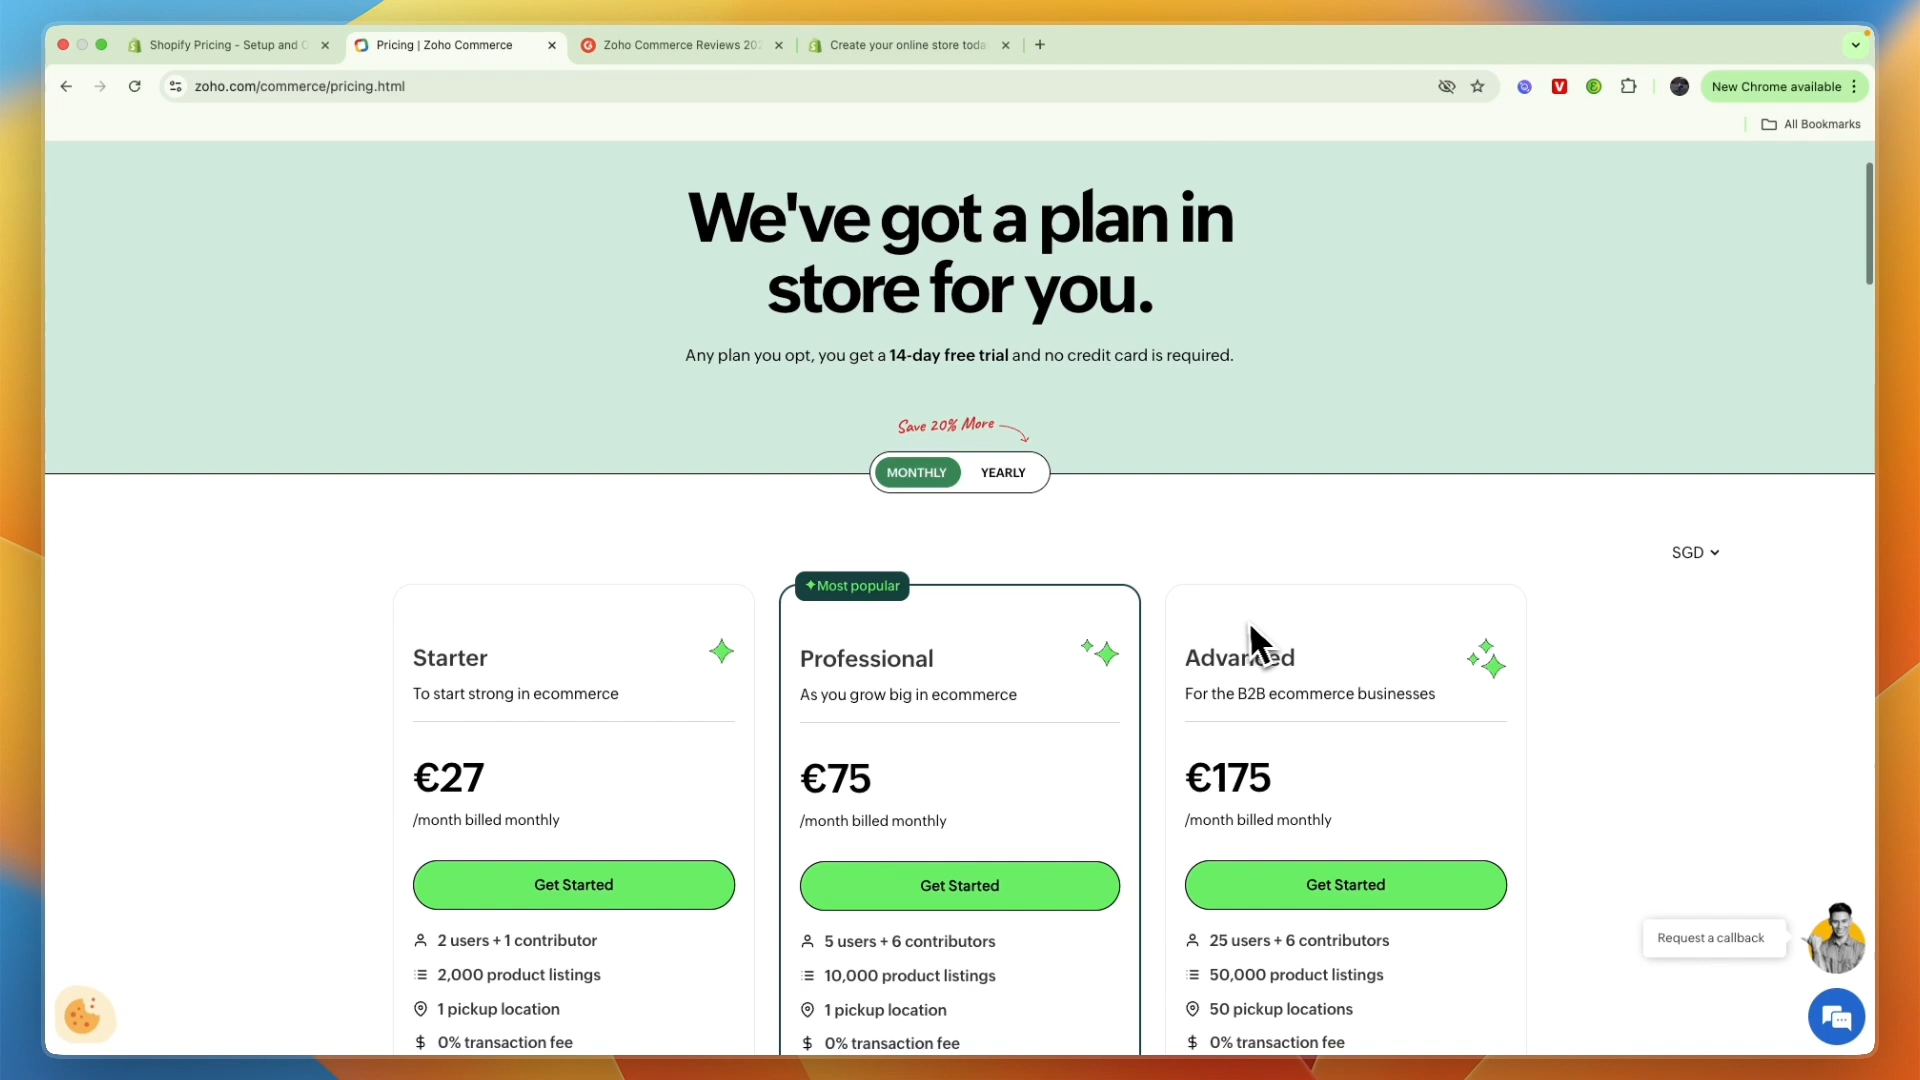 Shopify Pricing - Setup and
Pricing | Zoho Commerce
Zoho Commerce Reviews 202
Create your online store toda
zoho.com/commerce/pricing.html
New Chrome available
All Bookmarks
We've got a plan in
store for you.
Any plan you opt, you get a 14-day free trial and no credit card is required.
Save 20% More
MONTHLY
YEARLY
SGD
Starter
To start strong in ecommerce
€27
/month billed monthly
Get Started
2 users + 1 contributor
2,000 product listings
1 pickup location
0% transaction fee
Most popular
Professional
As you grow big in ecommerce
€75
/month billed monthly
Get Started
5 users + 6 contributors
10,000 product listings
1 pickup location
0% transaction fee
Advanced
For the B2B ecommerce businesses
€175
/month billed monthly
Get Started
25 users + 6 contributors
50,000 product listings
50 pickup locations
0% transaction fee
Request a callback